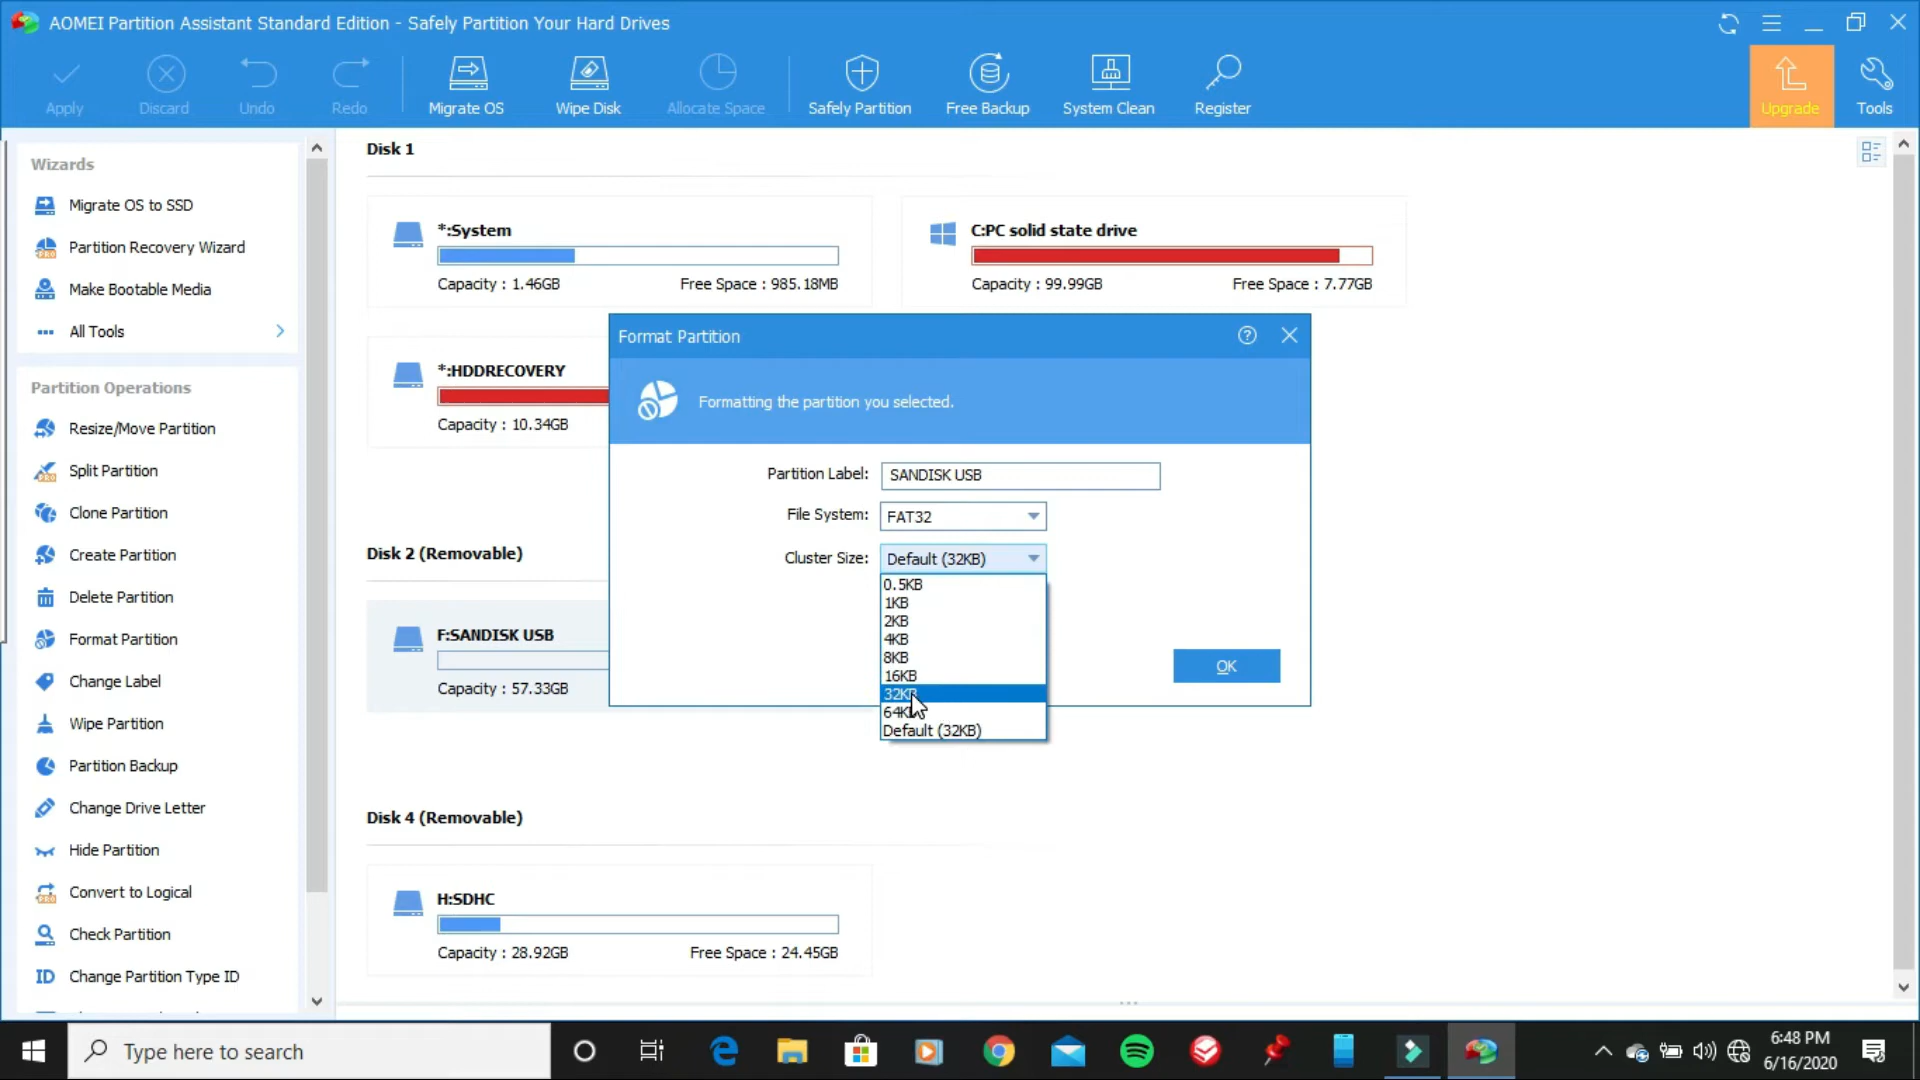 AOMEI Partition Assistant Standard Edition - Safely Partition Your Hard Drives
Apply
Discard
Undo
Redo
Migrate OS
Wipe Disk
Allocate Space
Safely Partition
Free Backup
System Clean
Register
Upgrade
Tools
Wizards
Migrate OS to SSD
PRO
Partition Recovery Wizard
Make Bootable Media
All Tools
Partition Operations
Resize/Move Partition
PRO
Split Partition
Clone Partition
Create Partition
Delete Partition
Format Partition
Change Label
Wipe Partition
Partition Backup
Change Drive Letter
Hide Partition
PRO
Convert to Logical
Check Partition
ID Change Partition Type ID
Disk 1
*:System
Capacity : 1.46GB
Free Space : 985.18MB
C:PC solid state drive
Capacity : 99.99GB
Free Space : 7.77GB
*:HDDRECOVERY
Capacity : 10.34GB
Disk 2 (Removable)
F:SANDISK USB
Capacity : 57.33GB
Disk 4 (Removable)
H:SDHC
Capacity : 28.92GB
Free Space : 24.45GB
Format Partition
Formatting the partition you selected.
Partition Label: SANDISK USB
File System: FAT32
Cluster Size: Default (32KB)
0.5KB
1KB
2KB
4KB
8KB
16KB
32KB
64KB
Default (32KB)
OK
Type here to search
6:48 PM
6/16/2020